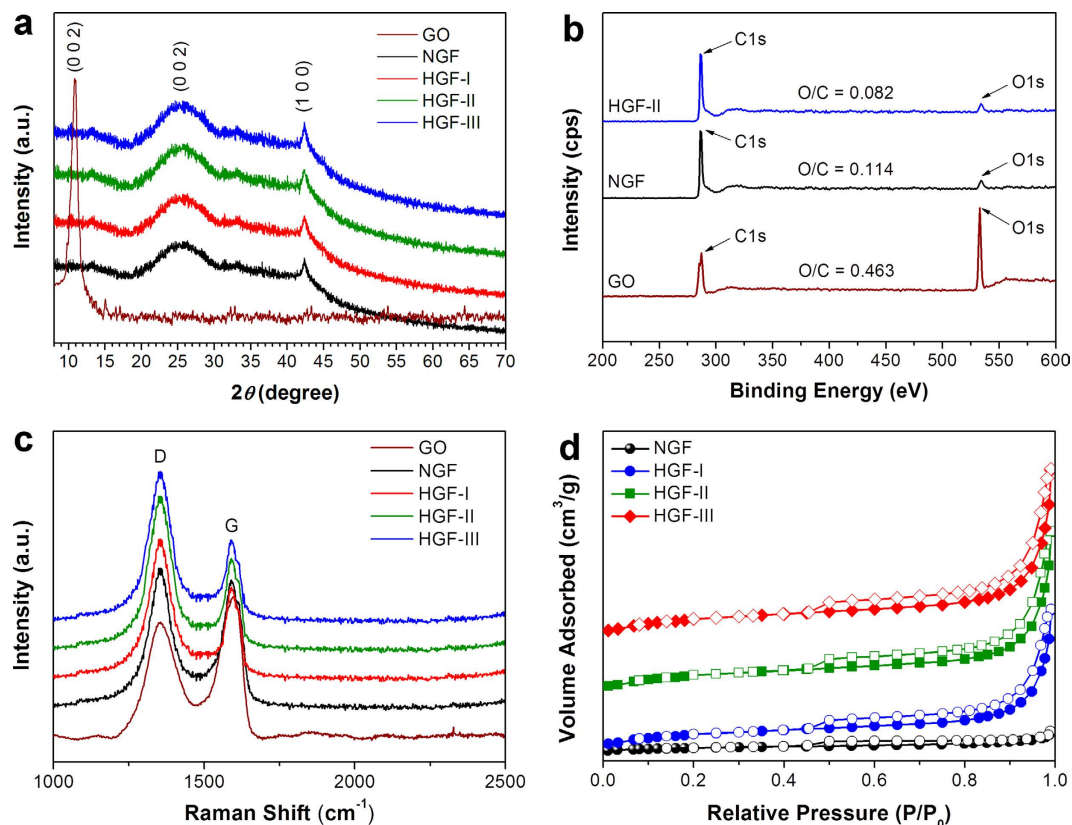 a
(0 0 2)
(0 0 2)
(1 0 0)
GO
NGF
HGF-I
HGF-II
HGF-III
Intensity (a.u.)
10 15 20 25 30 35 40 45 50 55 60 65 70
2θ (degree)
b
C1s
HGF-II
O/C = 0.082
O1s
C1s
NGF
O/C = 0.114
O1s
C1s
O1s
GO
O/C = 0.463
Intensity (cps)
200 250 300 350 400 450 500 550 600
Binding Energy (eV)
c
D
G
GO
NGF
HGF-I
HGF-II
HGF-III
Intensity (a.u.)
1000 1500 2000 2500
Raman Shift (cm⁻¹)
d
NGF
HGF-I
HGF-II
HGF-III
Volume Adsorbed (cm³/g)
0.0 0.2 0.4 0.6 0.8 1.0
Relative Pressure (P/P₀)